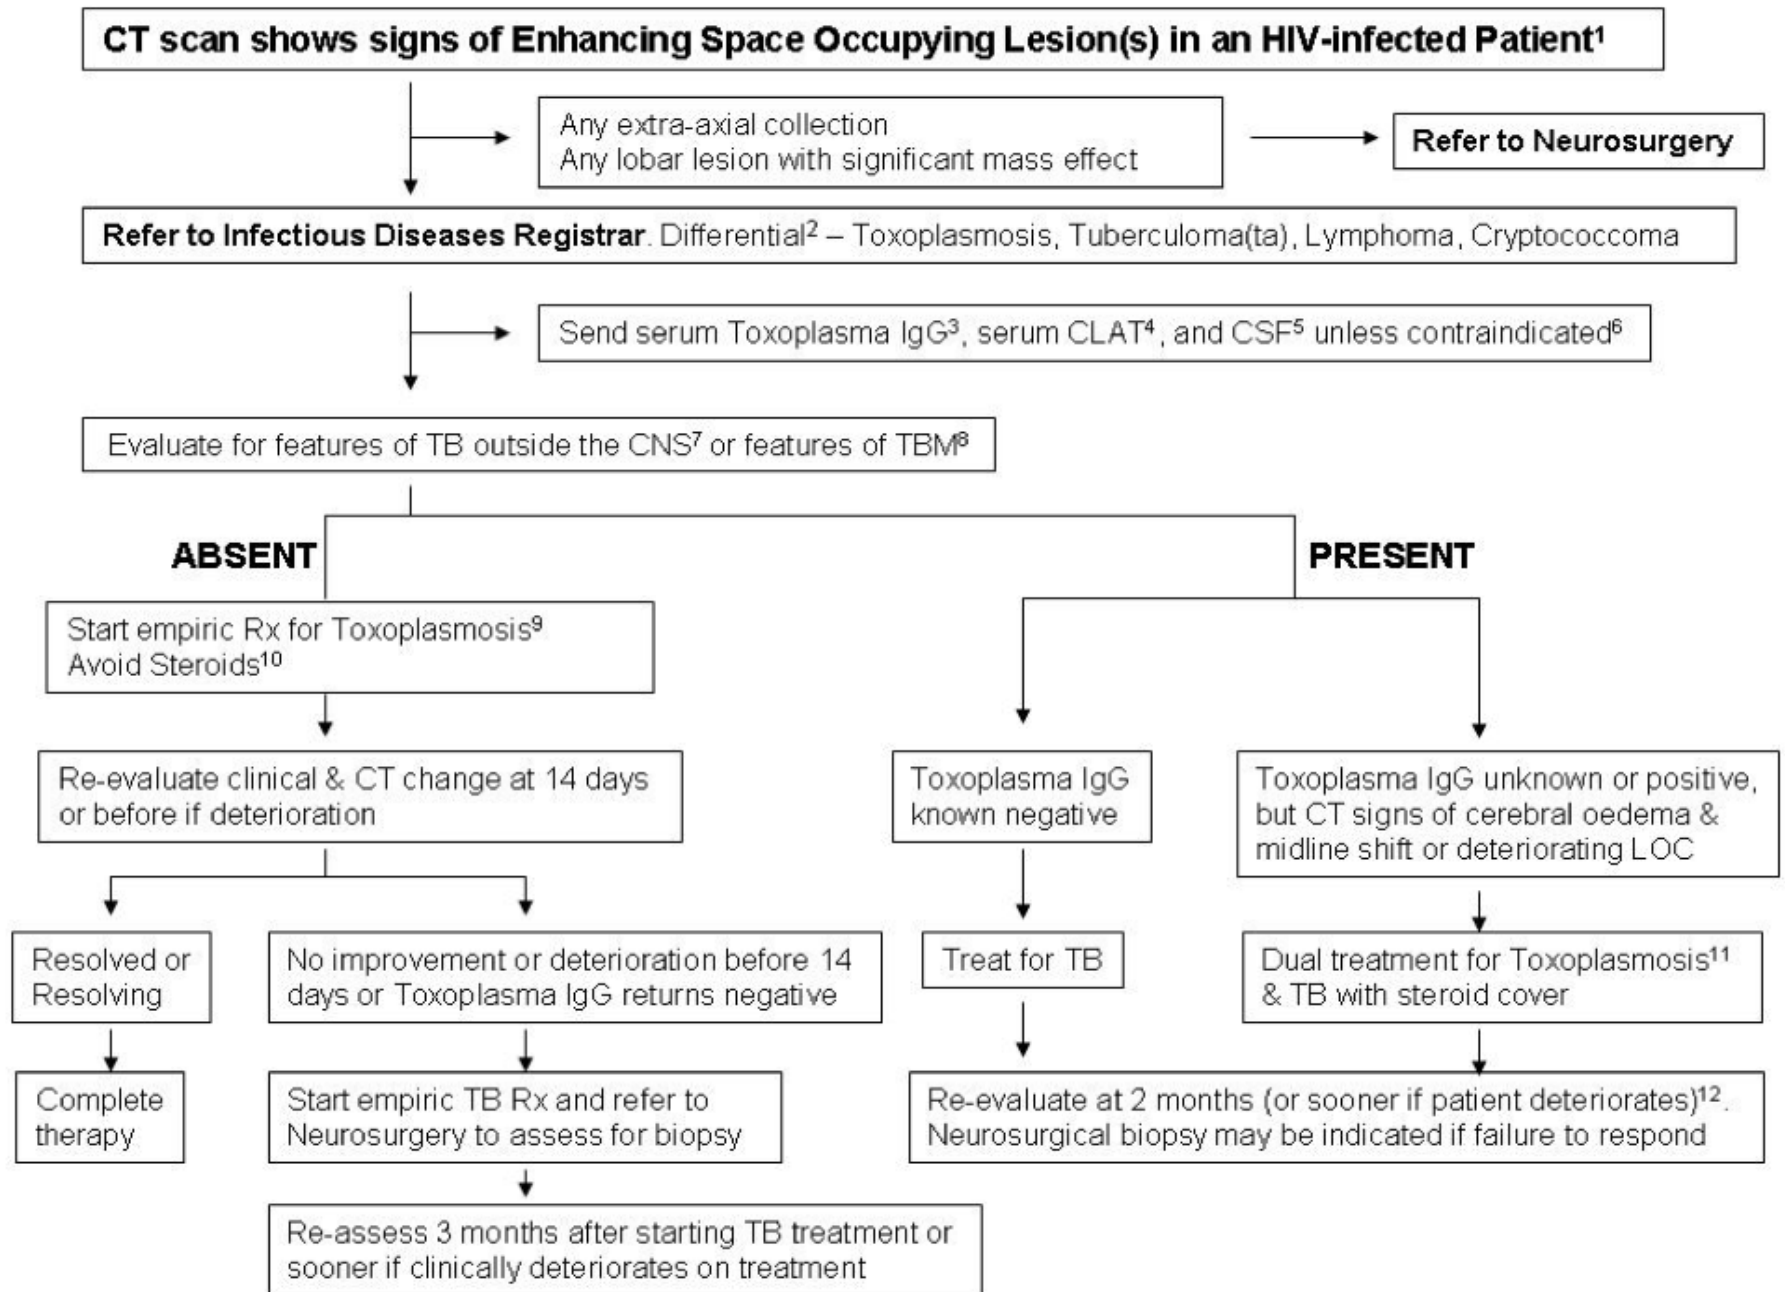 CT scan shows signs of Enhancing Space Occupying Lesion(s) in an HIV-infected Patient¹
Any extra-axial collection
Any lobar lesion with significant mass effect
Refer to Neurosurgery
Refer to Infectious Diseases Registrar. Differential² – Toxoplasmosis, Tuberculoma(ta), Lymphoma, Cryptococcoma
Send serum Toxoplasma IgG³, serum CLAT⁴, and CSF⁵ unless contraindicated⁶
Evaluate for features of TB outside the CNS⁷ or features of TBM⁸
ABSENT
PRESENT
Start empiric Rx for Toxoplasmosis⁹
Avoid Steroids¹⁰
Re-evaluate clinical & CT change at 14 days
or before if deterioration
Toxoplasma IgG
known negative
Toxoplasma IgG unknown or positive,
but CT signs of cerebral oedema &
midline shift or deteriorating LOC
Resolved or
Resolving
No improvement or deterioration before 14
days or Toxoplasma IgG returns negative
Treat for TB
Dual treatment for Toxoplasmosis¹¹
& TB with steroid cover
Complete
therapy
Start empiric TB Rx and refer to
Neurosurgery to assess for biopsy
Re-evaluate at 2 months (or sooner if patient deteriorates)¹².
Neurosurgical biopsy may be indicated if failure to respond
Re-assess 3 months after starting TB treatment or
sooner if clinically deteriorates on treatment